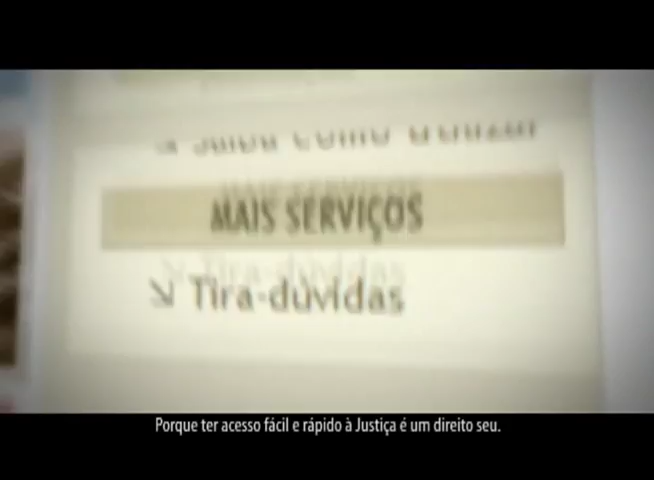 MAIS SERVIÇOS
↘ Tira-dúvidas
Porque ter acesso fácil e rápido à Justiça é um direito seu.